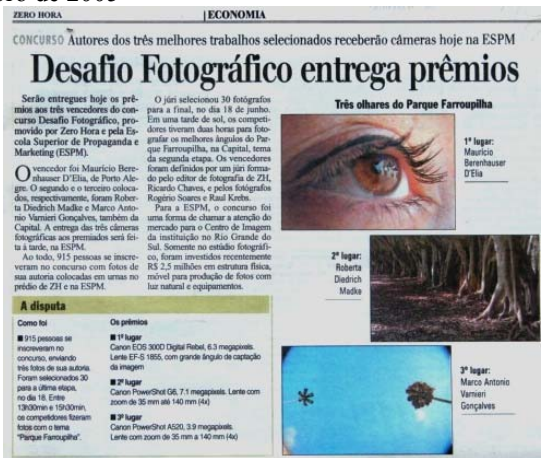 ro de 2005
ZERO HORA
| ECONOMIA
CONCURSO Autores dos três melhores trabalhos selecionados receberão câmeras hoje na ESPM
Desafio Fotográfico entrega prêmios
Serão entregues hoje os prê-
mios aos três vencedores do con-
curso Desafio Fotográfico, pro-
movido por Zero Hora e pela Es-
cola Superior de Propaganda e
Marketing (ESPM).
O vencedor foi Maurício Bere-
nhauser D'Elia, de Porto Ale-
gre. O segundo e o terceiro coloca-
dos, respectivamente, foram Rober-
ta Diedrich Madke e Marco Anto-
nio Varnieri Gonçalves, também da
Capital. A entrega das três câmeras
fotográficas aos premiados será fei-
ta à tarde, na ESPM.
Ao todo, 915 pessoas se inscre-
veram no concurso com fotos de
sua autoria colocadas em urnas no
prédio de ZH e na ESPM.
O júri selecionou 30 fotógrafos
para a final, no dia 18 de junho.
Em uma tarde de sol, os competi-
dores tiveram duas horas para foto-
grafar os melhores ângulos do Par-
que Farroupilha, na Capital, tema
da segunda etapa. Os vencedores
foram definidos por um júri forma-
do pelo editor de fotografia de ZH,
Ricardo Chaves, e pelos fotógrafos
Rogério Soares e Raul Krebs.
Para a ESPM, o concurso foi
uma forma de chamar a atenção do
mercado para o Centro de Imagem
da instituição no Rio Grande do
Sul. Somente no estúdio fotográfi-
co, foram investidos recentemente
R$ 2,5 milhões em estrutura física,
móvel para produção de fotos com
luz natural e equipamentos.
Três olhares do Parque Farroupilha
1º lugar:
Maurício
Berenhauser
D'Elia
2º lugar:
Roberta
Diedrich
Madke
3º lugar:
Marco Antonio
Varnieri
Gonçalves
A disputa
Como foi
■ 915 pessoas se
inscreveram no
concurso, enviando
três fotos de sua autoria.
Foram selecionados 30
para a última etapa,
no dia 18. Entre
13h30min e 15h30min,
os competidores fizeram
fotos com o tema
"Parque Farroupilha".
Os prêmios
■ 1º lugar
Canon EOS 300D Digital Rebel, 6.3 megapixels.
Lente EF-S 1855, com grande ângulo de captação
da imagem
■ 2º lugar
Canon PowerShot G6, 7.1 megapixels. Lente com
zoom de 35 mm até 140 mm (4x)
■ 3º lugar
Canon PowerShot A520, 3.9 megapixels.
Lente com zoom de 35 mm a 140 mm (4x)